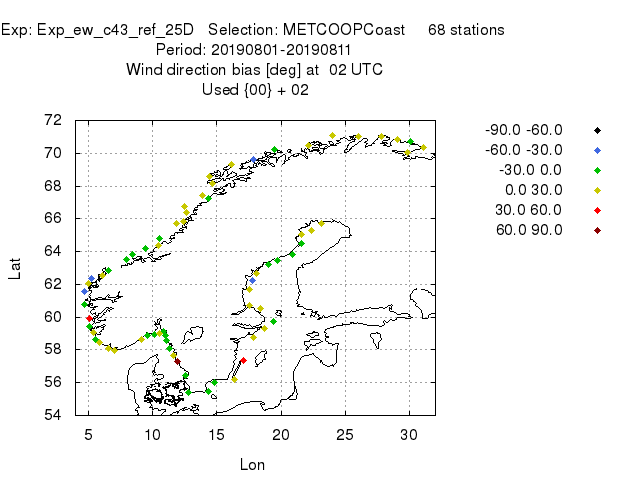 Exp: Exp_ew_c43_ref_25D Selection: METCOOPCoast 68 stations
Period: 20190801-20190811
Wind direction bias [deg] at 02 UTC
Used {00} + 02
72
70
68
66
64
62
60
58
56
54
Lat
5 10 15 20 25 30
Lon
-90.0 -60.0
-60.0 -30.0
-30.0 0.0
0.0 30.0
30.0 60.0
60.0 90.0